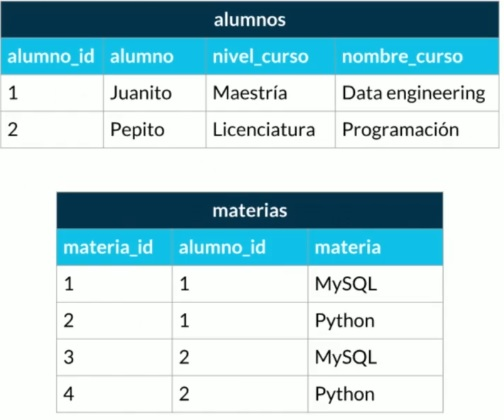 alumnos
alumno_id alumno nivel_curso nombre_curso
1 Juanito Maestría Data engineering
2 Pepito Licenciatura Programación
materias
materia_id alumno_id materia
1 1 MySQL
2 1 Python
3 2 MySQL
4 2 Python